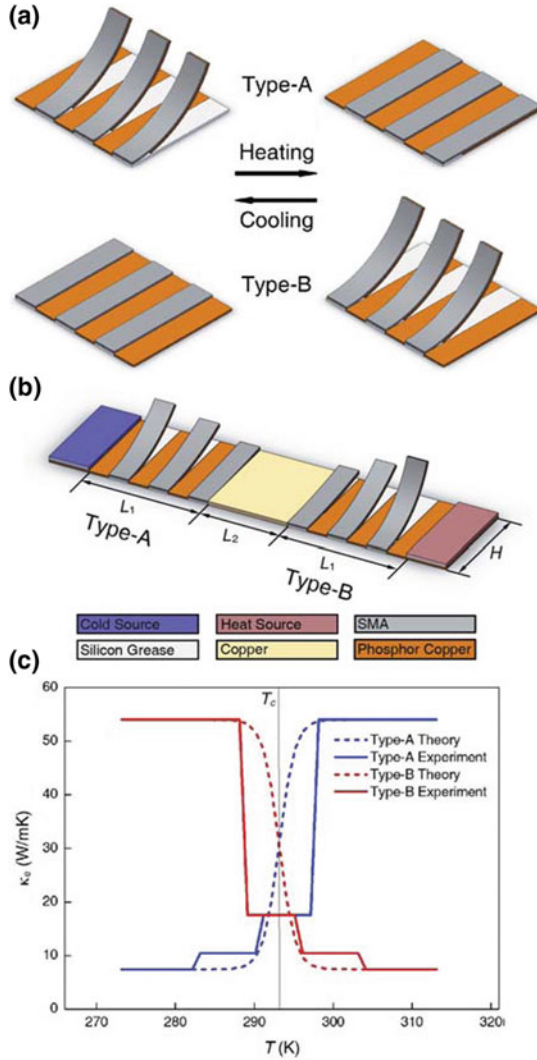 (a)
Type-A
Heating
Cooling
Type-B
(b)
L1
Type-A
L2
L1
Type-B
H
Cold Source
Heat Source
SMA
Silicon Grease
Copper
Phosphor Copper
(c)
60
50
40
30
20
10
0
κe (W/mK)
Tc
Type-A Theory
Type-A Experiment
Type-B Theory
Type-B Experiment
270 280 290 300 310 320
T (K)